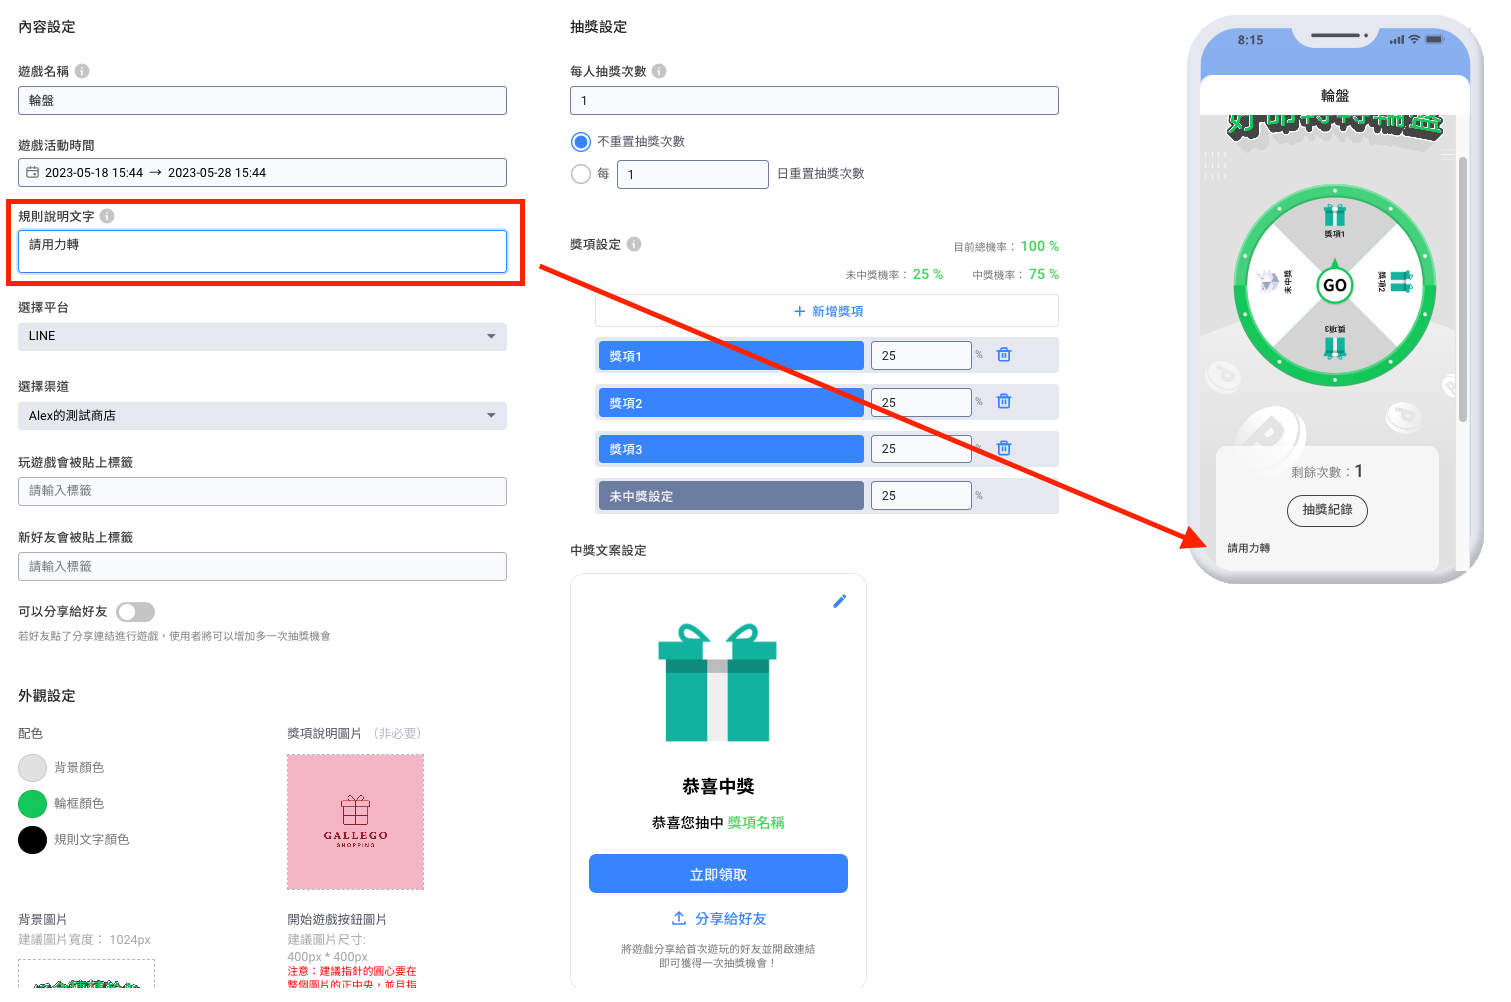 內容設定
遊戲名稱
輪盤
遊戲活動時間
2023-05-18 15:44 → 2023-05-28 15:44
規則說明文字
請用力轉
選擇平台
LINE
選擇渠道
Alex的測試商店
玩遊戲會被貼上標籤
請輸入標籤
新好友會被貼上標籤
請輸入標籤
可以分享給好友
若好友點了分享連結進行遊戲，使用者將可以增加多一次抽獎機會
外觀設定
配色
背景顏色
輪框顏色
規則文字顏色
獎項說明圖片 （非必要）
GALLEGO
SHOPPING
背景圖片
建議圖片寬度： 1024px
開始遊戲按鈕圖片
建議圖片尺寸:
400px * 400px
注意：建議指針的圓心要在
整個圖片的正中央，並且指
抽獎設定
每人抽獎次數
1
不重置抽獎次數
每 1 日重置抽獎次數
獎項設定
目前總機率： 100 %
未中獎機率： 25 % 中獎機率： 75 %
+ 新增獎項
獎項1 25 %
獎項2 25 %
獎項3 25 %
未中獎設定 25 %
中獎文案設定
恭喜中獎
恭喜您抽中 獎項名稱
立即領取
分享給好友
將遊戲分享給首次遊玩的好友並開啟連結
即可獲得一次抽獎機會！
8:15
輪盤
好命轉轉輪盤
獎項1
未中獎
GO
獎項2
獎項3
剩餘次數：1
抽獎紀錄
請用力轉